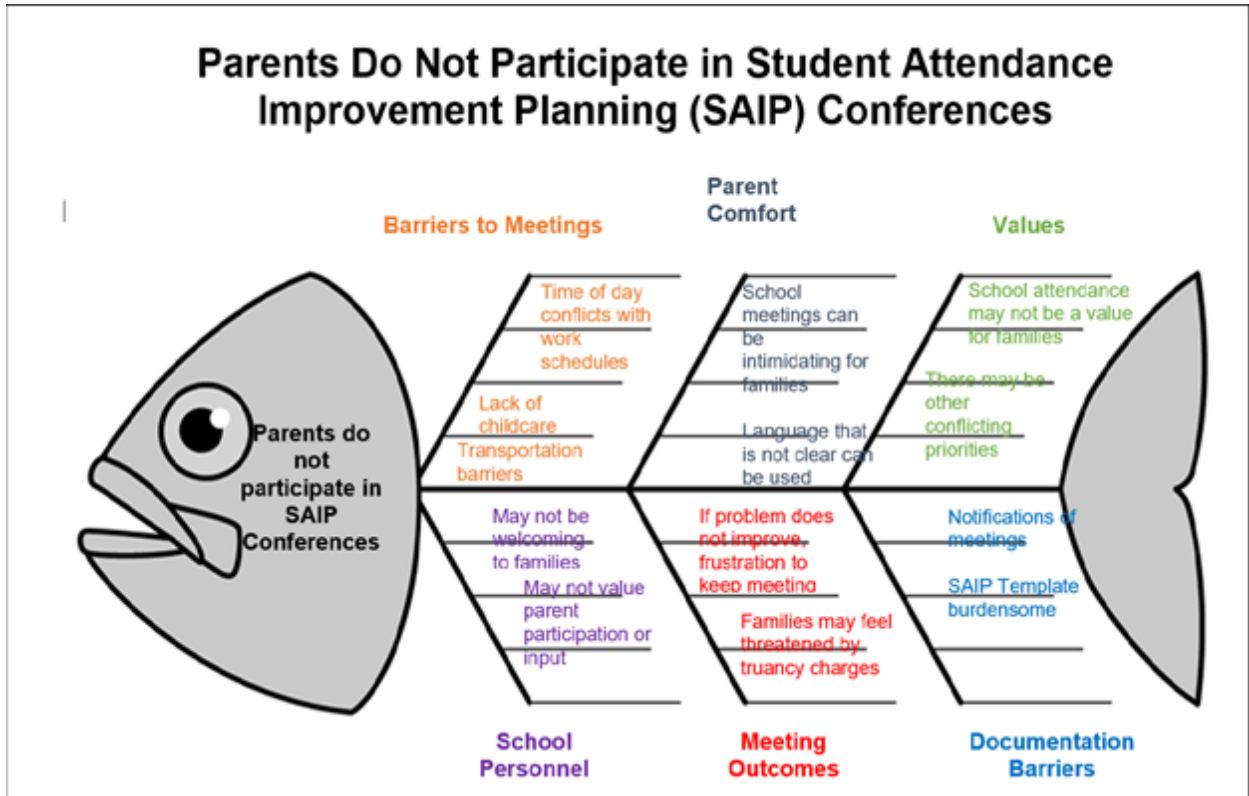 Parents Do Not Participate in Student Attendance
Improvement Planning (SAIP) Conferences
Barriers to Meetings
Parent
Comfort
Values
Time of day
conflicts with
work
schedules
Lack of
childcare
Transportation
barriers
School
meetings can
be
intimidating for
families
Language that
is not clear can
be used
School attendance
may not be a value
for families
There may be
other
conflicting
priorities
Parents do
not
participate in
SAIP
Conferences
May not be
welcoming
to families
May not value
parent
participation or
input
If problem does
not improve,
frustration to
keep meeting
Families may feel
threatened by
truancy charges
Notifications of
meetings
SAIP Template
burdensome
School
Personnel
Meeting
Outcomes
Documentation
Barriers